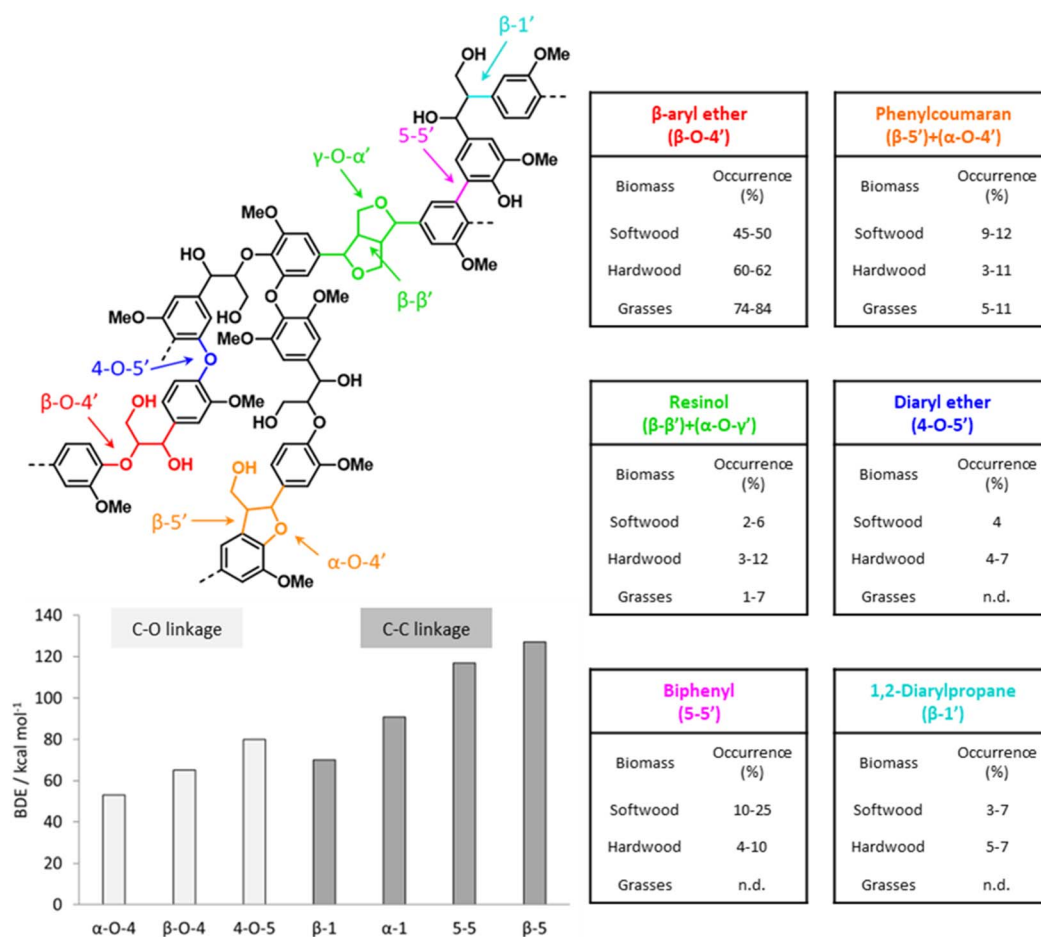 β-1’
OH
OMe
HO
5-5’
γ-O-α’
O
OMe
OH
OMe
MeO
HO
O
O
β-β’
HO
O
OMe
MeO
O
MeO
4-O-5’
O
OH
β-O-4’
OH
OMe
HO
O
O
OH
OMe
OMe
OH
β-5’
O
α-O-4’
OMe
β-aryl ether
(β-O-4’)
Biomass Occurrence
(%)
Softwood 45-50
Hardwood 60-62
Grasses 74-84
Phenylcoumaran
(β-5’)+(α-O-4’)
Biomass Occurrence
(%)
Softwood 9-12
Hardwood 3-11
Grasses 5-11
Resinol
(β-β’)+(α-O-γ’)
Biomass Occurrence
(%)
Softwood 2-6
Hardwood 3-12
Grasses 1-7
Diaryl ether
(4-O-5’)
Biomass Occurrence
(%)
Softwood 4
Hardwood 4-7
Grasses n.d.
Biphenyl
(5-5’)
Biomass Occurrence
(%)
Softwood 10-25
Hardwood 4-10
Grasses n.d.
1,2-Diarylpropane
(β-1’)
Biomass Occurrence
(%)
Softwood 3-7
Hardwood 5-7
Grasses n.d.
C-O linkage
C-C linkage
BDE / kcal mol⁻¹
140
120
100
80
60
40
20
0
α-O-4 β-O-4 4-O-5 β-1 α-1 5-5 β-5